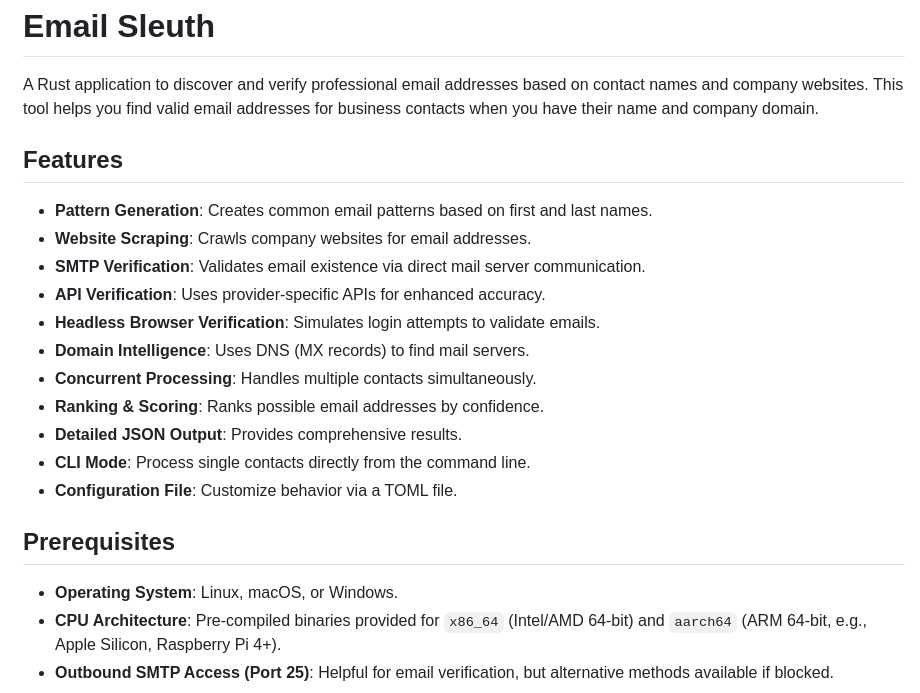 Email Sleuth
A Rust application to discover and verify professional email addresses based on contact names and company websites. This
tool helps you find valid email addresses for business contacts when you have their name and company domain.
Features
• Pattern Generation: Creates common email patterns based on first and last names.
• Website Scraping: Crawls company websites for email addresses.
• SMTP Verification: Validates email existence via direct mail server communication.
• API Verification: Uses provider-specific APIs for enhanced accuracy.
• Headless Browser Verification: Simulates login attempts to validate emails.
• Domain Intelligence: Uses DNS (MX records) to find mail servers.
• Concurrent Processing: Handles multiple contacts simultaneously.
• Ranking & Scoring: Ranks possible email addresses by confidence.
• Detailed JSON Output: Provides comprehensive results.
• CLI Mode: Process single contacts directly from the command line.
• Configuration File: Customize behavior via a TOML file.
Prerequisites
• Operating System: Linux, macOS, or Windows.
• CPU Architecture: Pre-compiled binaries provided for x86_64 (Intel/AMD 64-bit) and aarch64 (ARM 64-bit, e.g.,
Apple Silicon, Raspberry Pi 4+).
• Outbound SMTP Access (Port 25): Helpful for email verification, but alternative methods available if blocked.